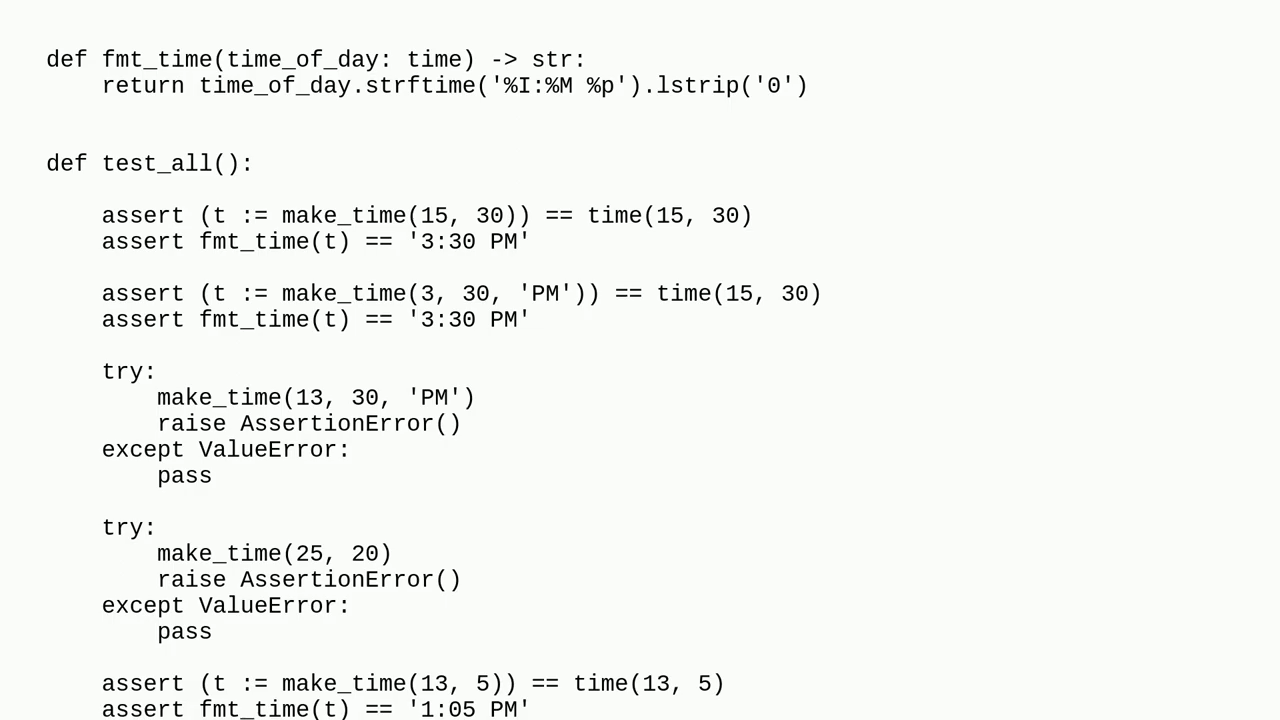 def fmt_time(time_of_day: time) -> str:
    return time_of_day.strftime('%I:%M %p').lstrip('0')
def test_all():
    assert (t := make_time(15, 30)) == time(15, 30)
    assert fmt_time(t) == '3:30 PM'
    assert (t := make_time(3, 30, 'PM')) == time(15, 30)
    assert fmt_time(t) == '3:30 PM'
    try:
        make_time(13, 30, 'PM')
        raise AssertionError()
    except ValueError:
        pass
    try:
        make_time(25, 20)
        raise AssertionError()
    except ValueError:
        pass
    assert (t := make_time(13, 5)) == time(13, 5)
    assert fmt_time(t) == '1:05 PM'